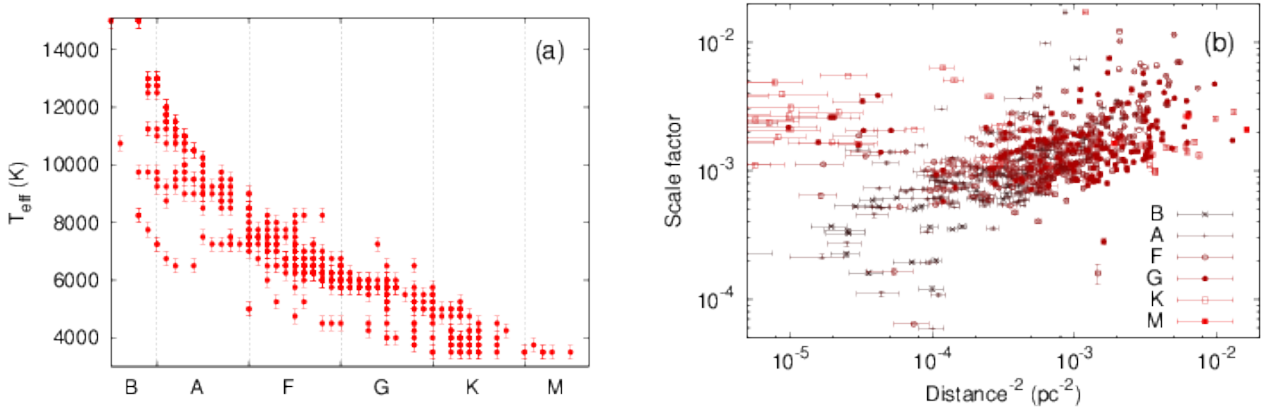 (a)
T_eff (K)
14000
12000
10000
8000
6000
4000
B A F G K M
(b)
Scale factor
10^-2
10^-3
10^-4
B
A
F
G
K
M
10^-5 10^-4 10^-3 10^-2
Distance^-2 (pc^-2)